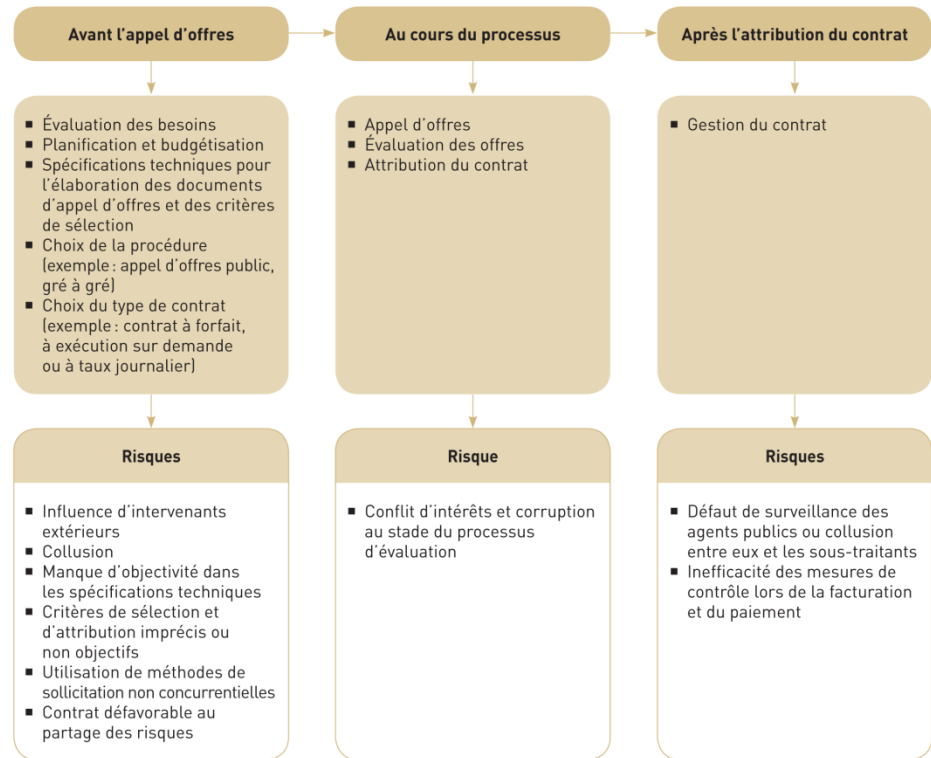 Avant l’appel d’offres
Au cours du processus
Après l’attribution du contrat
▪ Évaluation des besoins
▪ Planification et budgétisation
▪ Spécifications techniques pour
l’élaboration des documents
d’appel d’offres et des critères
de sélection
▪ Choix de la procédure
(exemple : appel d’offres public,
gré à gré)
▪ Choix du type de contrat
(exemple : contrat à forfait,
à exécution sur demande
ou à taux journalier)
▪ Appel d’offres
▪ Évaluation des offres
▪ Attribution du contrat
▪ Gestion du contrat
Risques
▪ Influence d’intervenants
extérieurs
▪ Collusion
▪ Manque d’objectivité dans
les spécifications techniques
▪ Critères de sélection et
d’attribution imprécis ou
non objectifs
▪ Utilisation de méthodes de
sollicitation non concurrentielles
▪ Contrat défavorable au
partage des risques
Risque
▪ Conflit d’intérêts et corruption
au stade du processus
d’évaluation
Risques
▪ Défaut de surveillance des
agents publics ou collusion
entre eux et les sous-traitants
▪ Inefficacité des mesures de
contrôle lors de la facturation
et du paiement